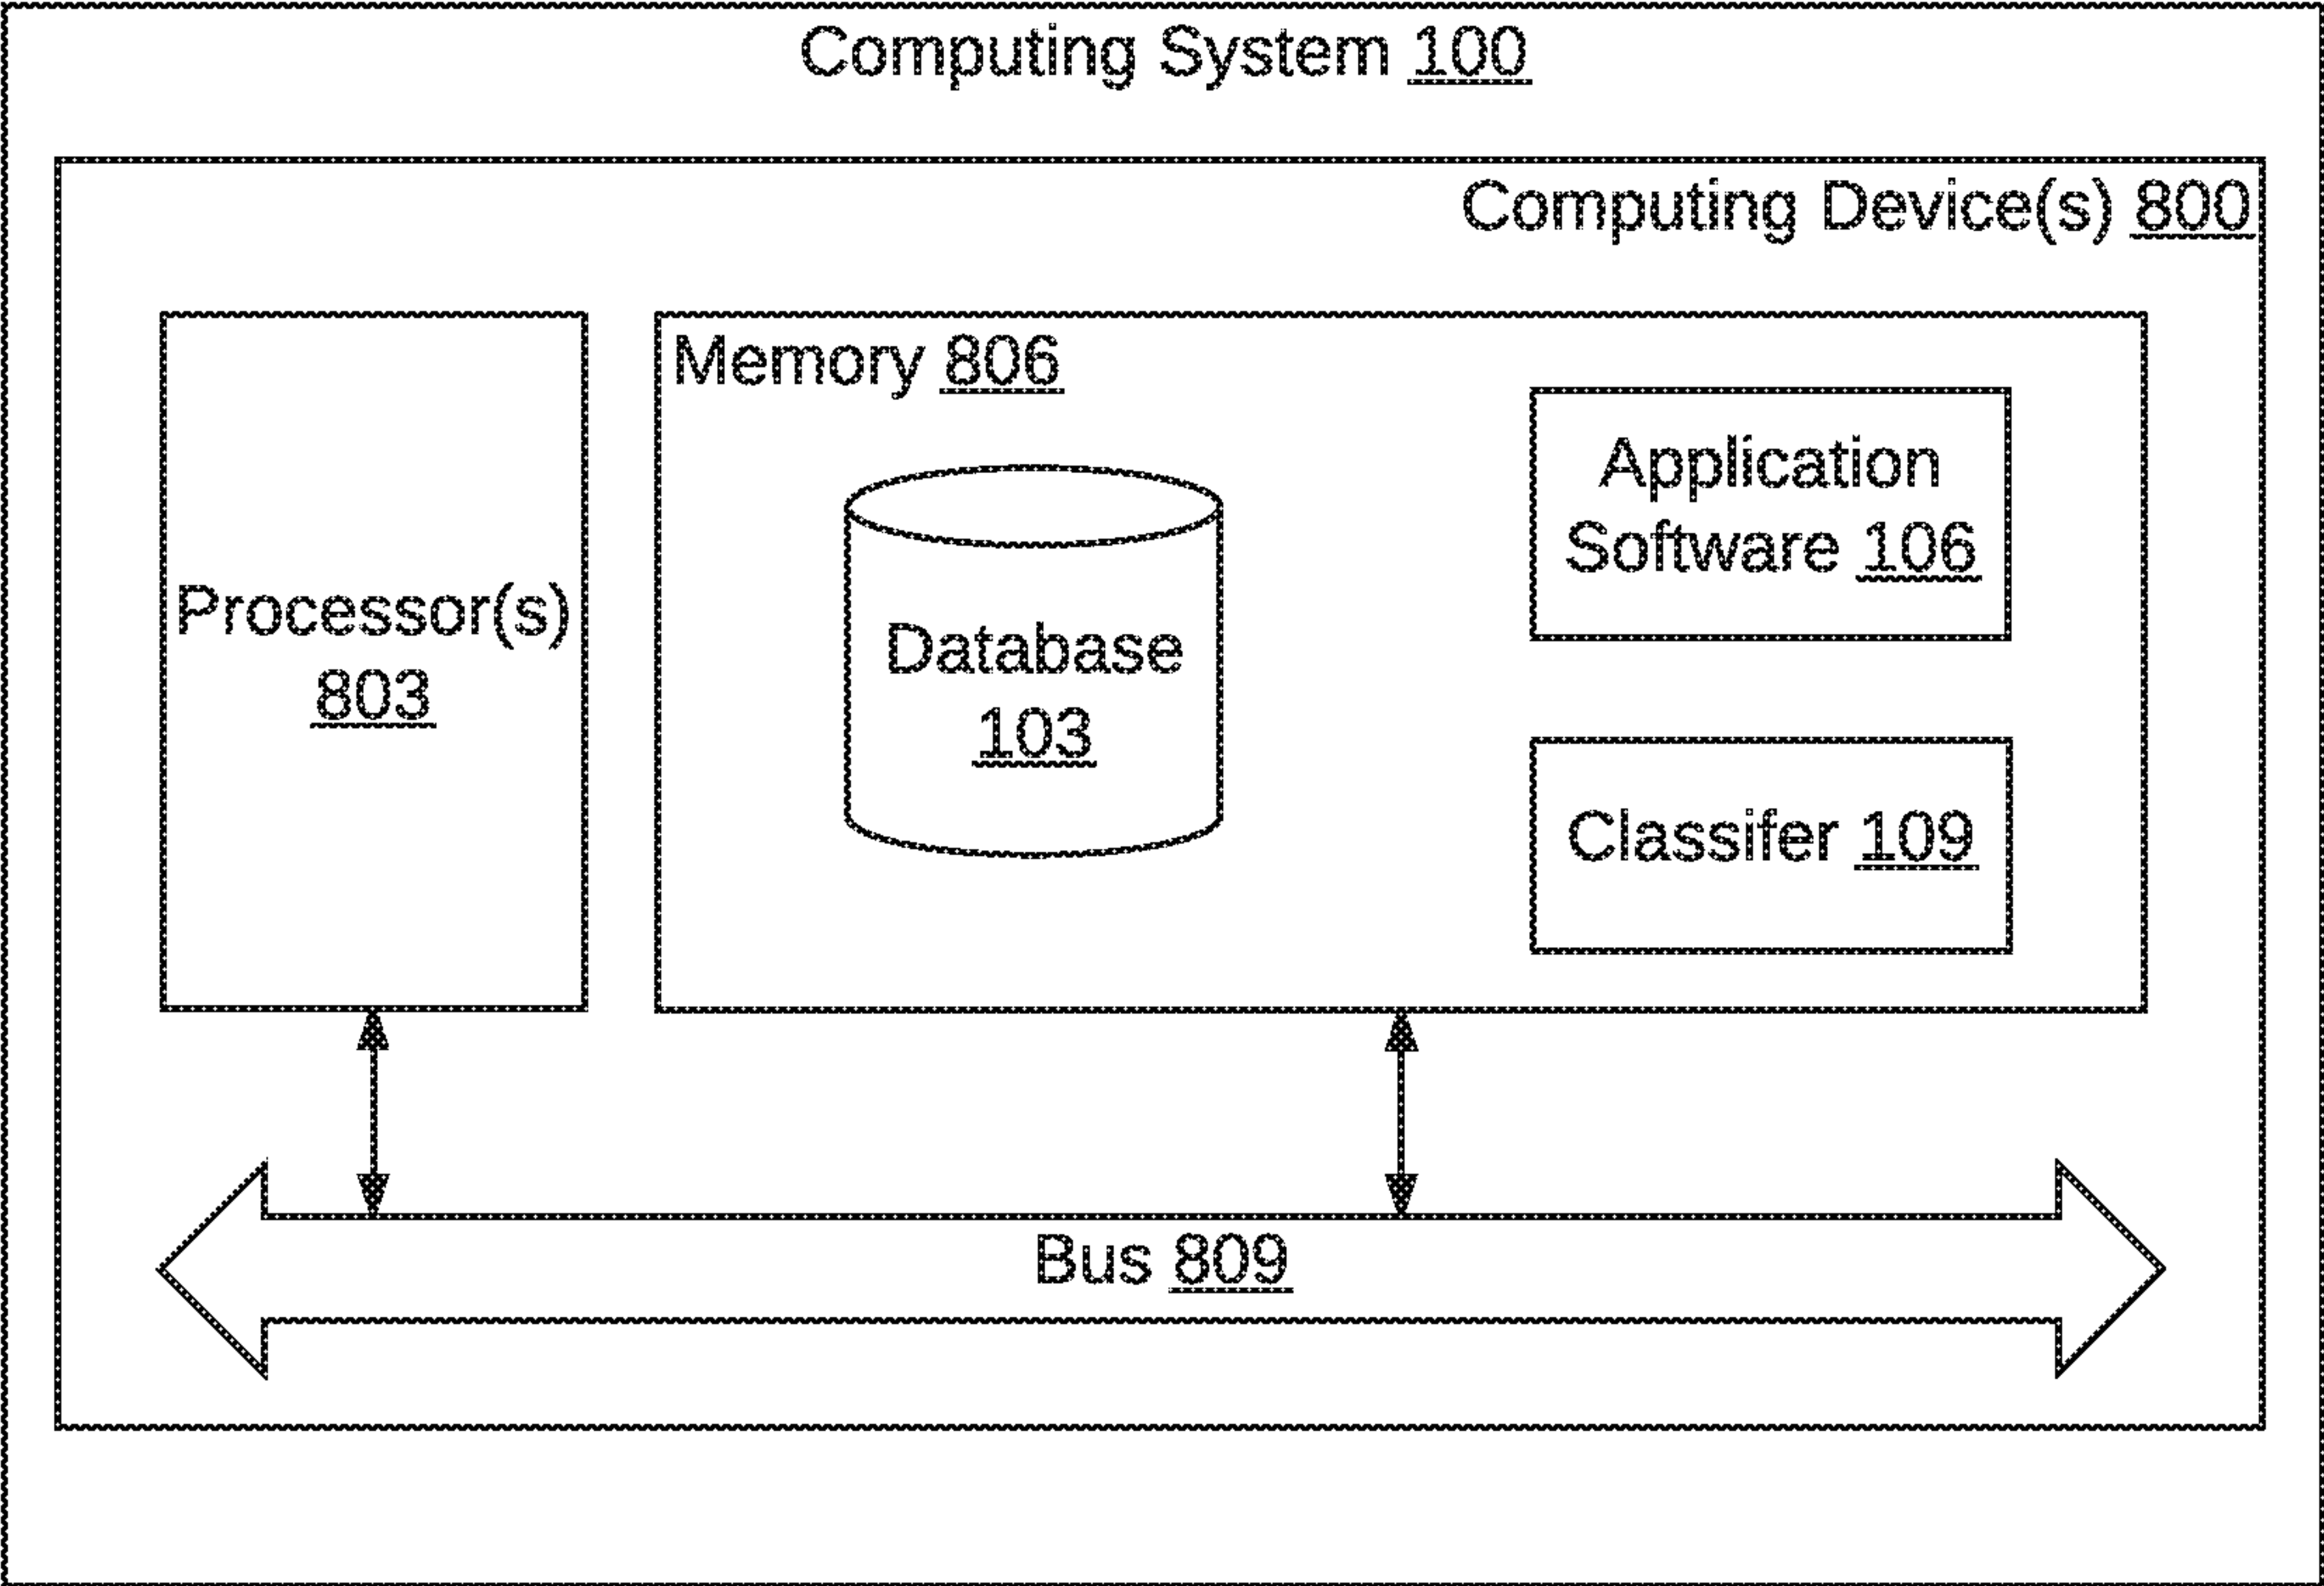 Computing System 100
Computing Device(s) 800
Processor(s)
803
Memory 806
Database
103
Application
Software 106
Classifer 109
Bus 809